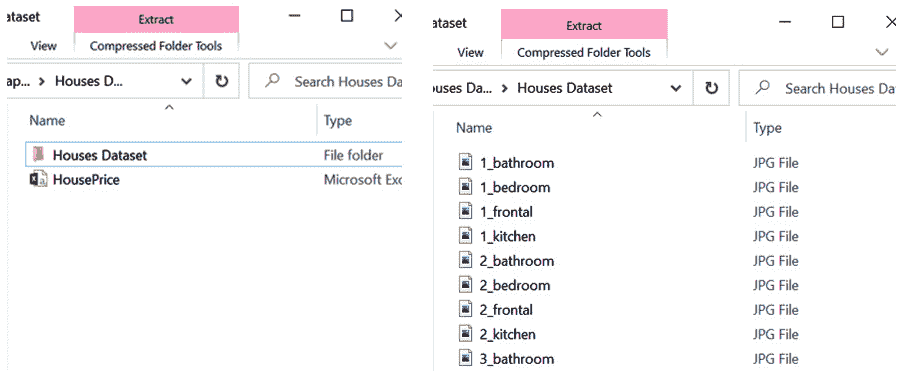 ataset
Extract
View
Compressed Folder Tools
ap... > Houses D...
Search Houses Da
Name
Type
Houses Dataset
File folder
HousePrice
Microsoft Exc
ataset
Extract
View
Compressed Folder Tools
ouses Da... > Houses Dataset
Search Houses Da
Name
Type
1_bathroom JPG File
1_bedroom JPG File
1_frontal JPG File
1_kitchen JPG File
2_bathroom JPG File
2_bedroom JPG File
2_frontal JPG File
2_kitchen JPG File
3_bathroom JPG File